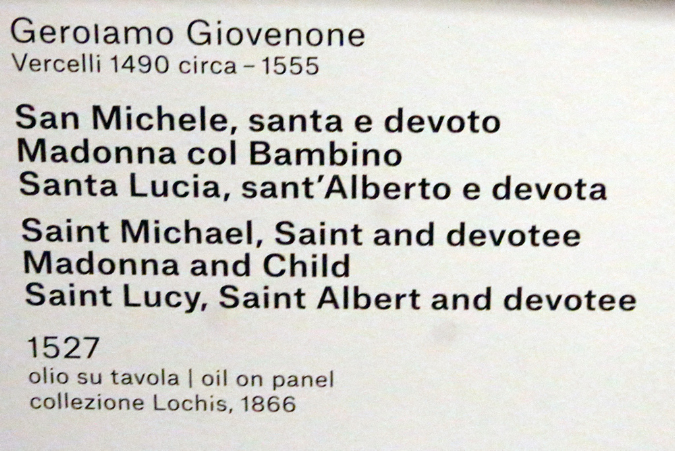 Gerolamo Giovenone
Vercelli 1490 circa – 1555
San Michele, santa e devoto
Madonna col Bambino
Santa Lucia, sant'Alberto e devota
Saint Michael, Saint and devotee
Madonna and Child
Saint Lucy, Saint Albert and devotee
1527
olio su tavola | oil on panel
collezione Lochis, 1866